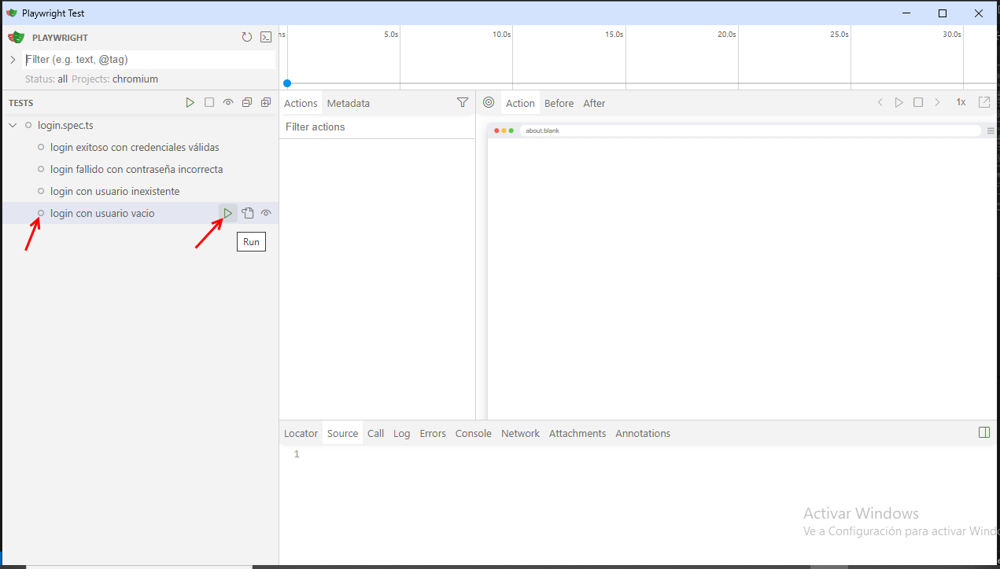 Playwright Test
PLAYWRIGHT
Filter (e.g. text, @tag)
Status: all Projects: chromium
ns 5.0s 10.0s 15.0s 20.0s 25.0s 30.0s
TESTS
login.spec.ts
login exitoso con credenciales válidas
login fallido con contraseña incorrecta
login con usuario inexistente
login con usuario vacio
Run
Actions Metadata
Filter actions
Action Before After
1x
about:blank
Locator Source Call Log Errors Console Network Attachments Annotations
1
Activar Windows
Ve a Configuración para activar Windo